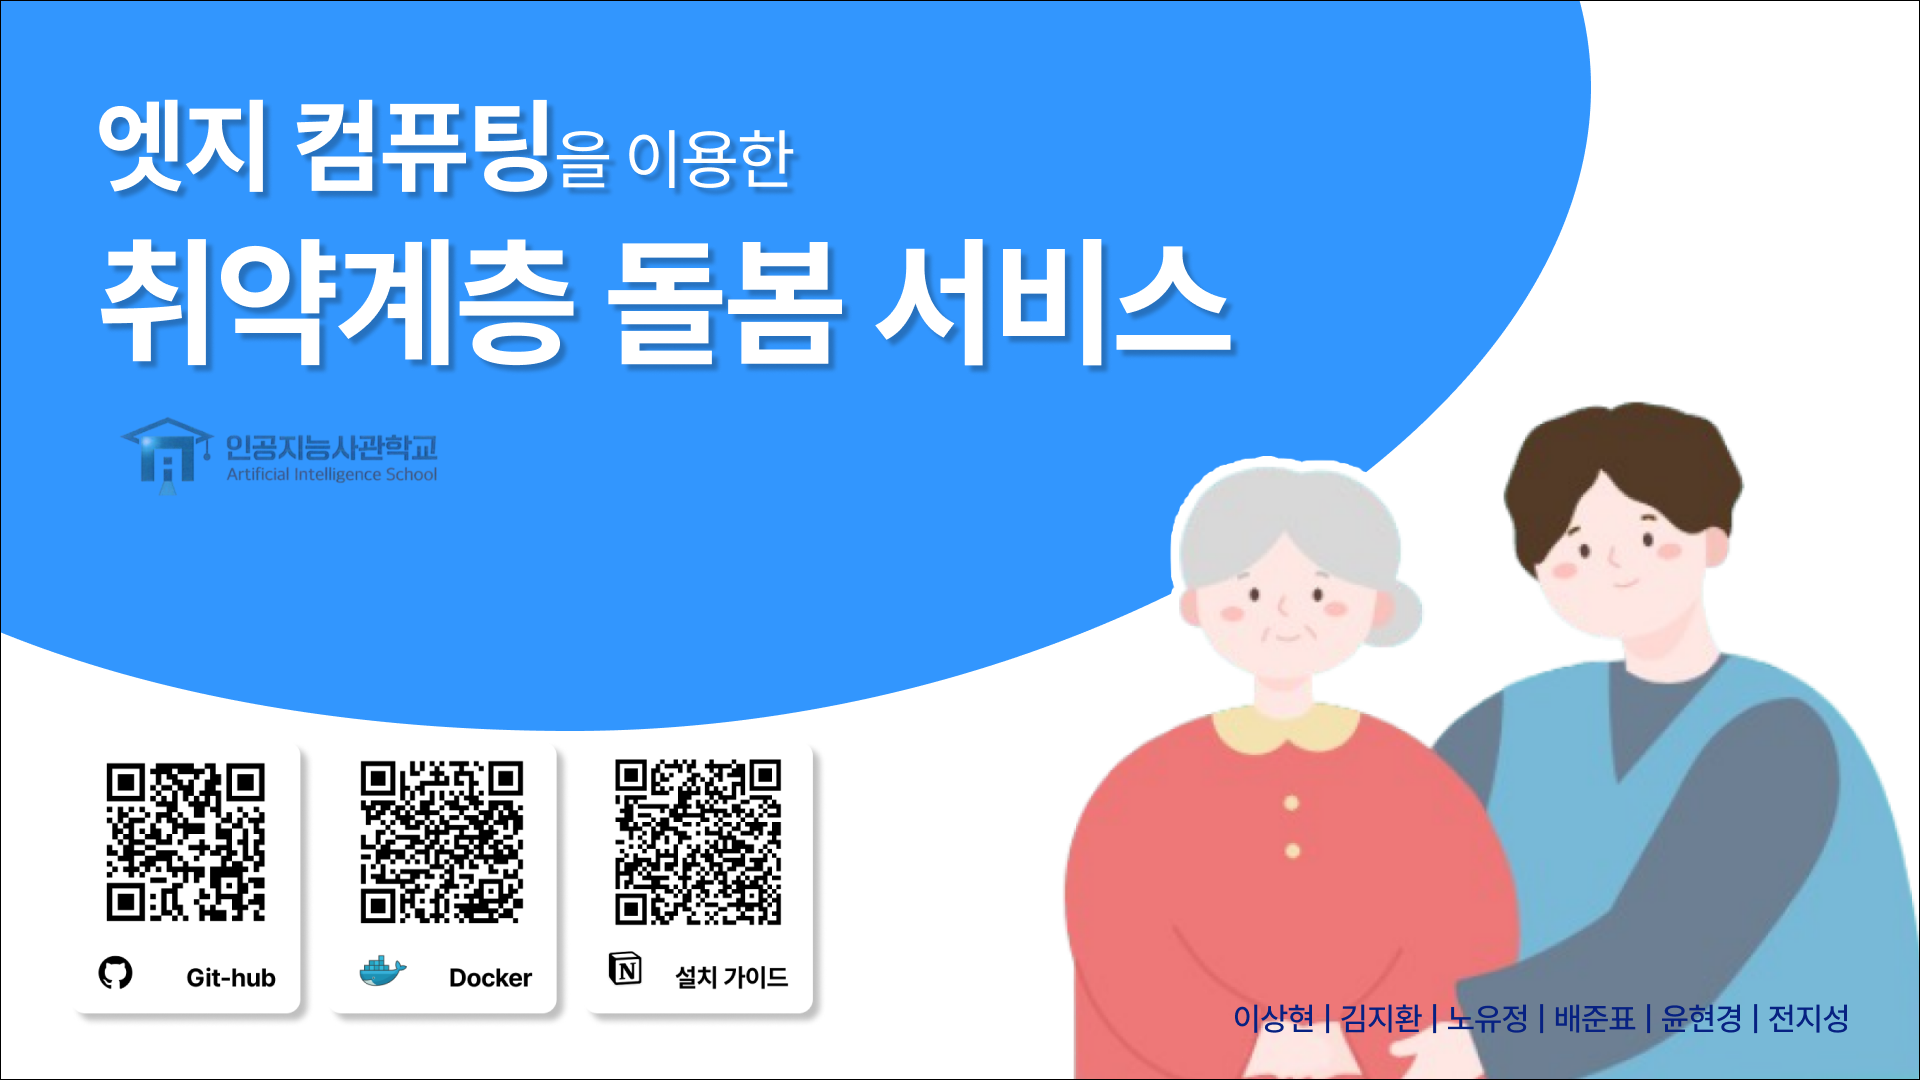 엣지 컴퓨팅을 이용한
취약계층 돌봄 서비스
인공지능사관학교
Artificial Intelligence School
Git-hub
Docker
N
설치 가이드
이상현 | 김지환 | 노유정 | 배준표 | 윤현경 | 전지성